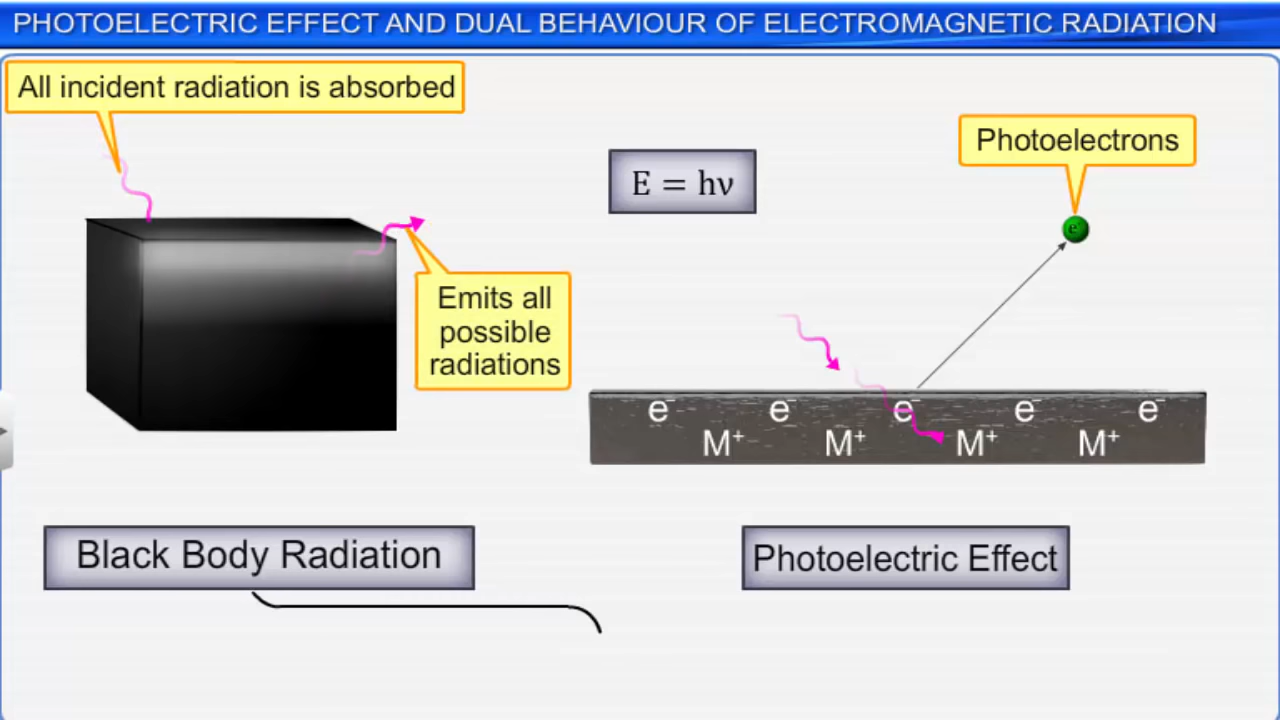 PHOTOELECTRIC EFFECT AND DUAL BEHAVIOUR OF ELECTROMAGNETIC RADIATION
All incident radiation is absorbed
Photoelectrons
E = hν
e⁻
Emits all
possible
radiations
e⁻ e⁻ e⁻ e⁻ e⁻
M⁺ M⁺ M⁺ M⁺
Black Body Radiation
Photoelectric Effect